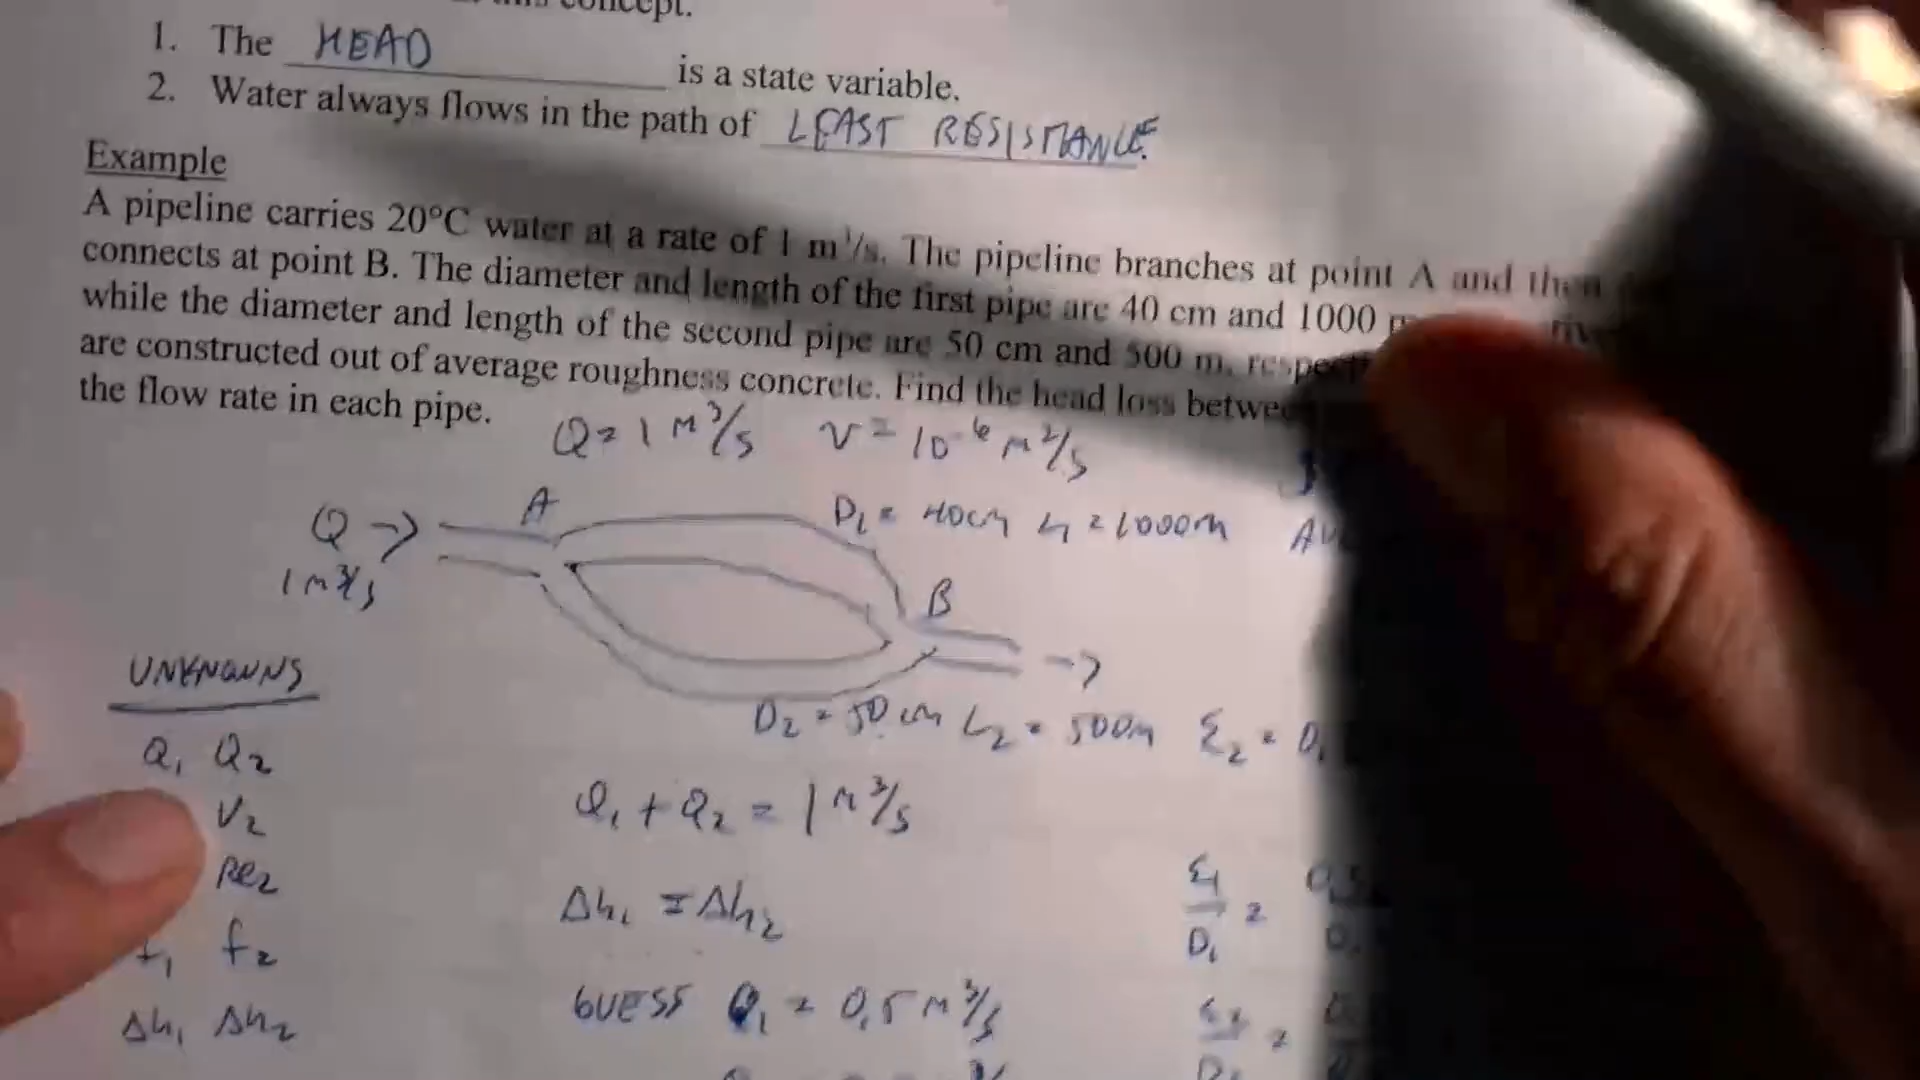 concept.
1. The HEAD is a state variable.
2. Water always flows in the path of LEAST RESISTANCE.
Example
A pipeline carries 20°C water at a rate of 1 m³/s. The pipeline branches at point A and then
connects at point B. The diameter and length of the first pipe are 40 cm and 1000
while the diameter and length of the second pipe are 50 cm and 500 m,
are constructed out of average roughness concrete. Find the head loss
the flow rate in each pipe.
Q = 1 m³/s ν = 10⁻⁶ m²/s
A
Q →
1 m³/s
D₁ = 40cm L₁ = 1000m
B
→
D₂ = 50 cm L₂ = 500m Ɛ₂ =
UNKNOWNS
Q₁ Q₂
V₂
Re₂
f₁ f₂
Δh₁ Δh₂
Q₁ + Q₂ = 1 m³/s
Δh₁ = Δh₂
GUESS Q₁ = 0,5 m³/s
Ɛ₁
D₁
=